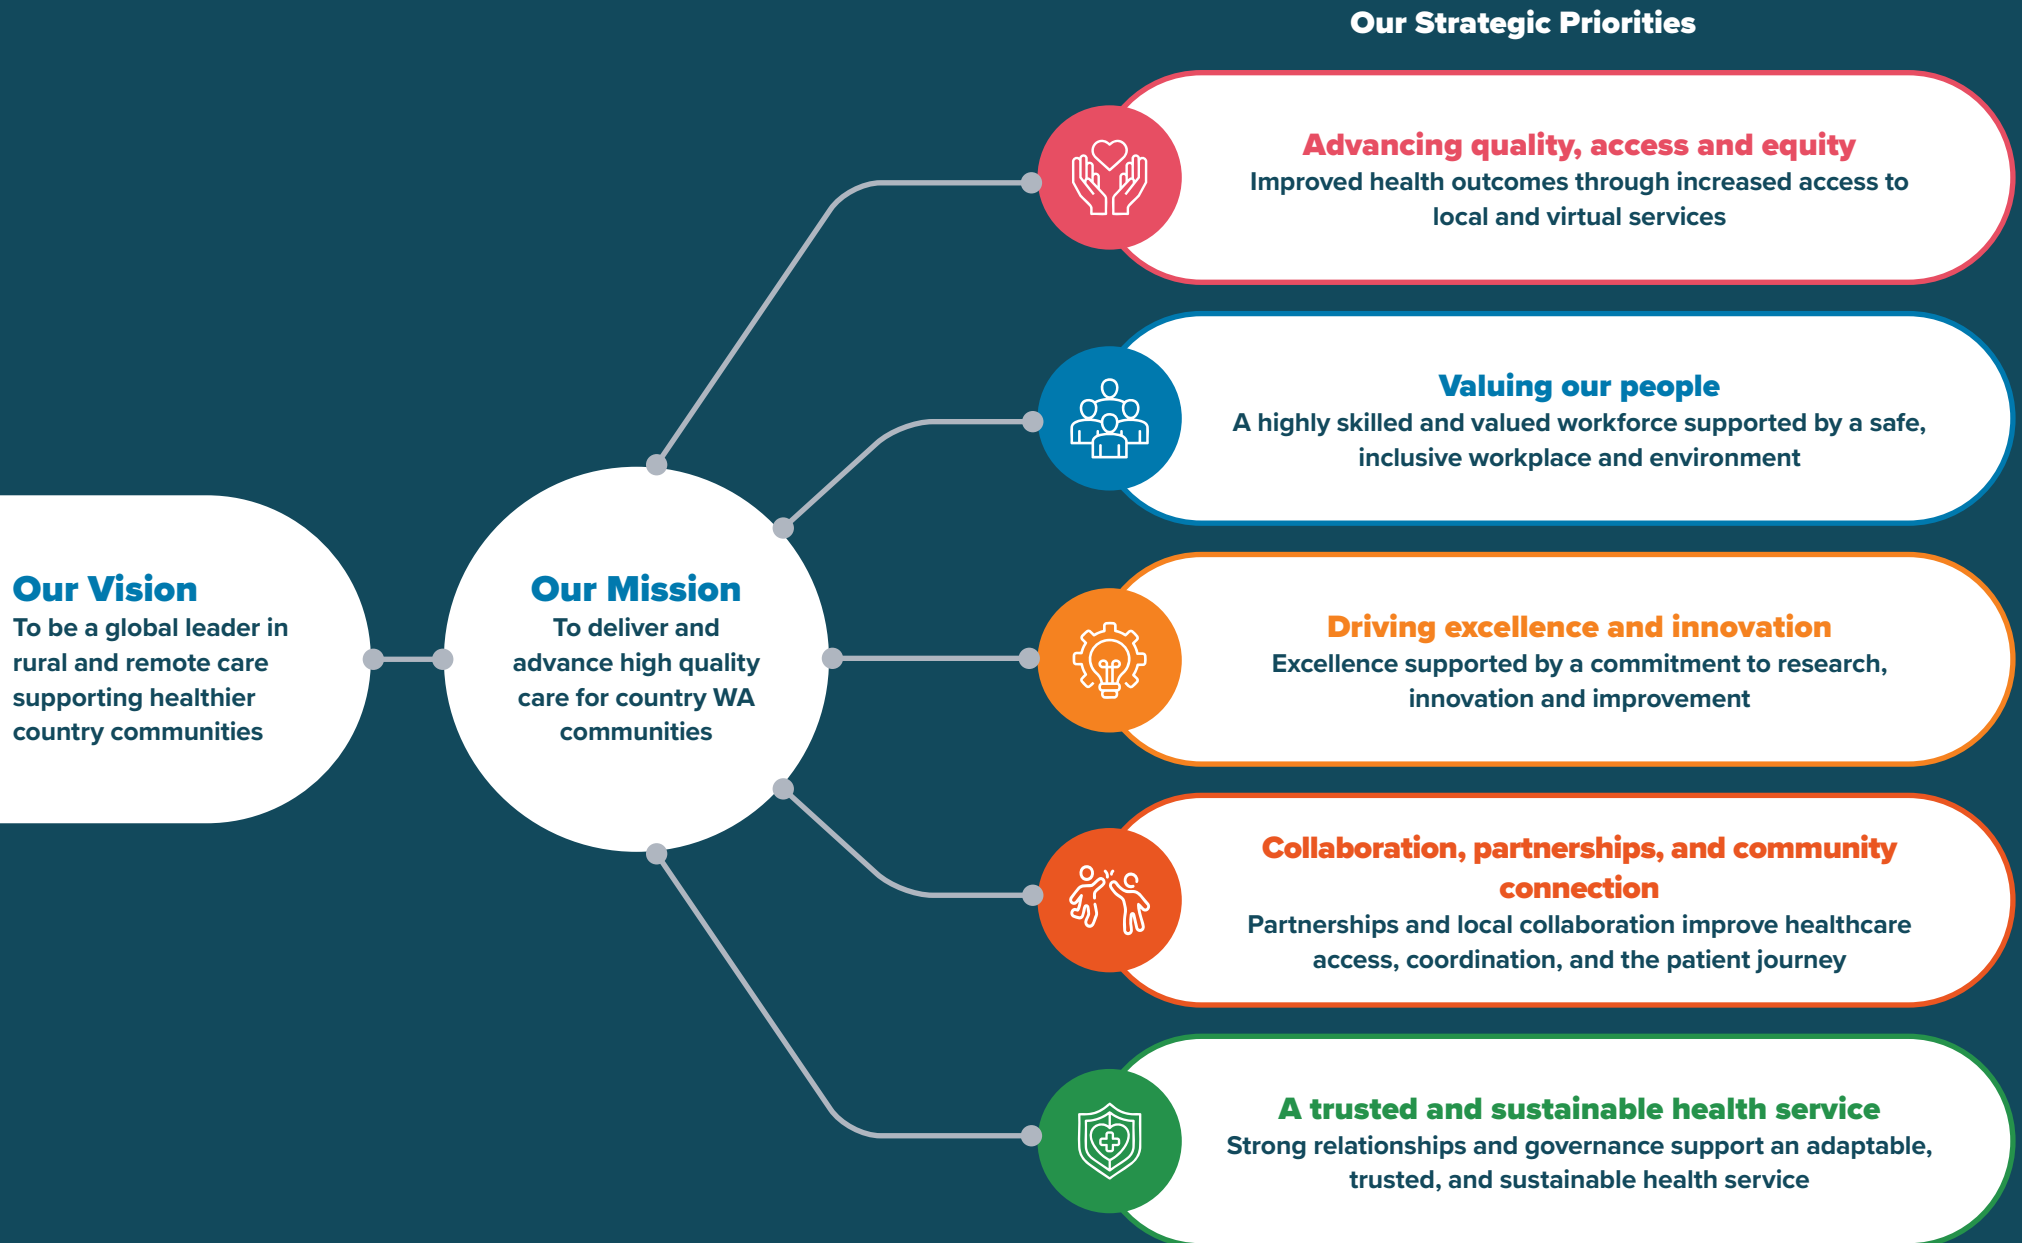 Our Strategic Priorities
Our Vision
To be a global leader in
rural and remote care
supporting healthier
country communities
Our Mission
To deliver and
advance high quality
care for country WA
communities
Advancing quality, access and equity
Improved health outcomes through increased access to
local and virtual services
Valuing our people
A highly skilled and valued workforce supported by a safe,
inclusive workplace and environment
Driving excellence and innovation
Excellence supported by a commitment to research,
innovation and improvement
Collaboration, partnerships, and community
connection
Partnerships and local collaboration improve healthcare
access, coordination, and the patient journey
A trusted and sustainable health service
Strong relationships and governance support an adaptable,
trusted, and sustainable health service